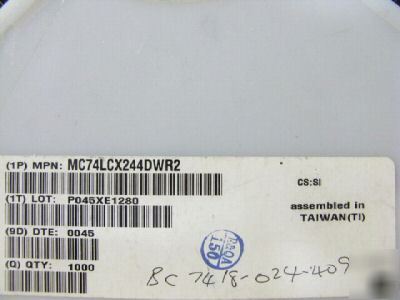 (1P) MPN: MC74LCX244DWR2
CS:SI
(1T) LOT: P045XE1280
assembled in
TAIWAN(TI)
(9D) DTE: 0045
(Q) QTY: 1000
150
8C 7418-024-409